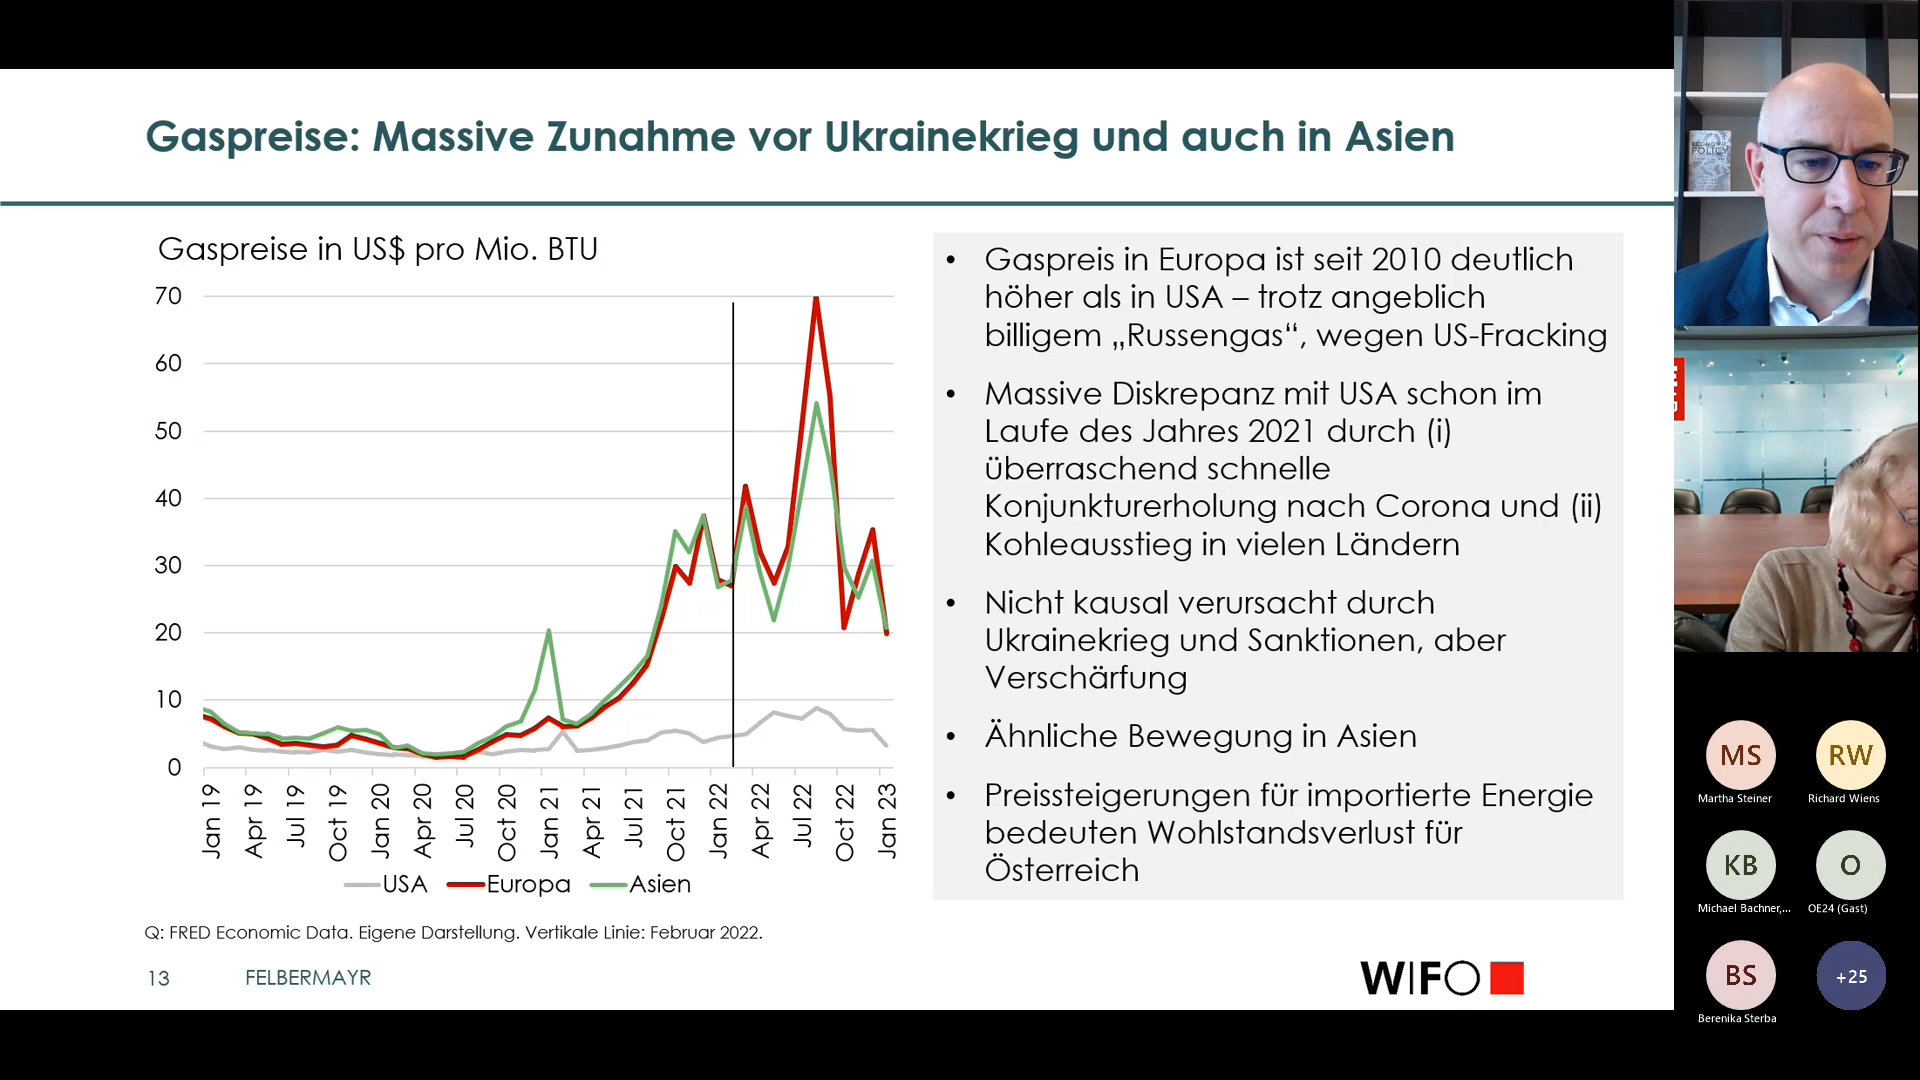 Gaspreise: Massive Zunahme vor Ukrainekrieg und auch in Asien
Gaspreise in US$ pro Mio. BTU
70
60
50
40
30
20
10
0
Jan 19
Apr 19
Jul 19
Oct 19
Jan 20
Apr 20
Jul 20
Oct 20
Jan 21
Apr 21
Jul 21
Oct 21
Jan 22
Apr 22
Jul 22
Oct 22
Jan 23
USA Europa Asien
Q: FRED Economic Data. Eigene Darstellung. Vertikale Linie: Februar 2022.
• Gaspreis in Europa ist seit 2010 deutlich
höher als in USA – trotz angeblich
billigem „Russengas“, wegen US-Fracking
• Massive Diskrepanz mit USA schon im
Laufe des Jahres 2021 durch (i)
überraschend schnelle
Konjunkturerholung nach Corona und (ii)
Kohleausstieg in vielen Ländern
• Nicht kausal verursacht durch
Ukrainekrieg und Sanktionen, aber
Verschärfung
• Ähnliche Bewegung in Asien
• Preissteigerungen für importierte Energie
bedeuten Wohlstandsverlust für
Österreich
13 FELBERMAYR
WIFO
ECONOMIC
POLICY
MS
Martha Steiner
RW
Richard Wiens
KB
Michael Bachner,...
O
OE24 (Gast)
BS
Berenika Sterba
+25